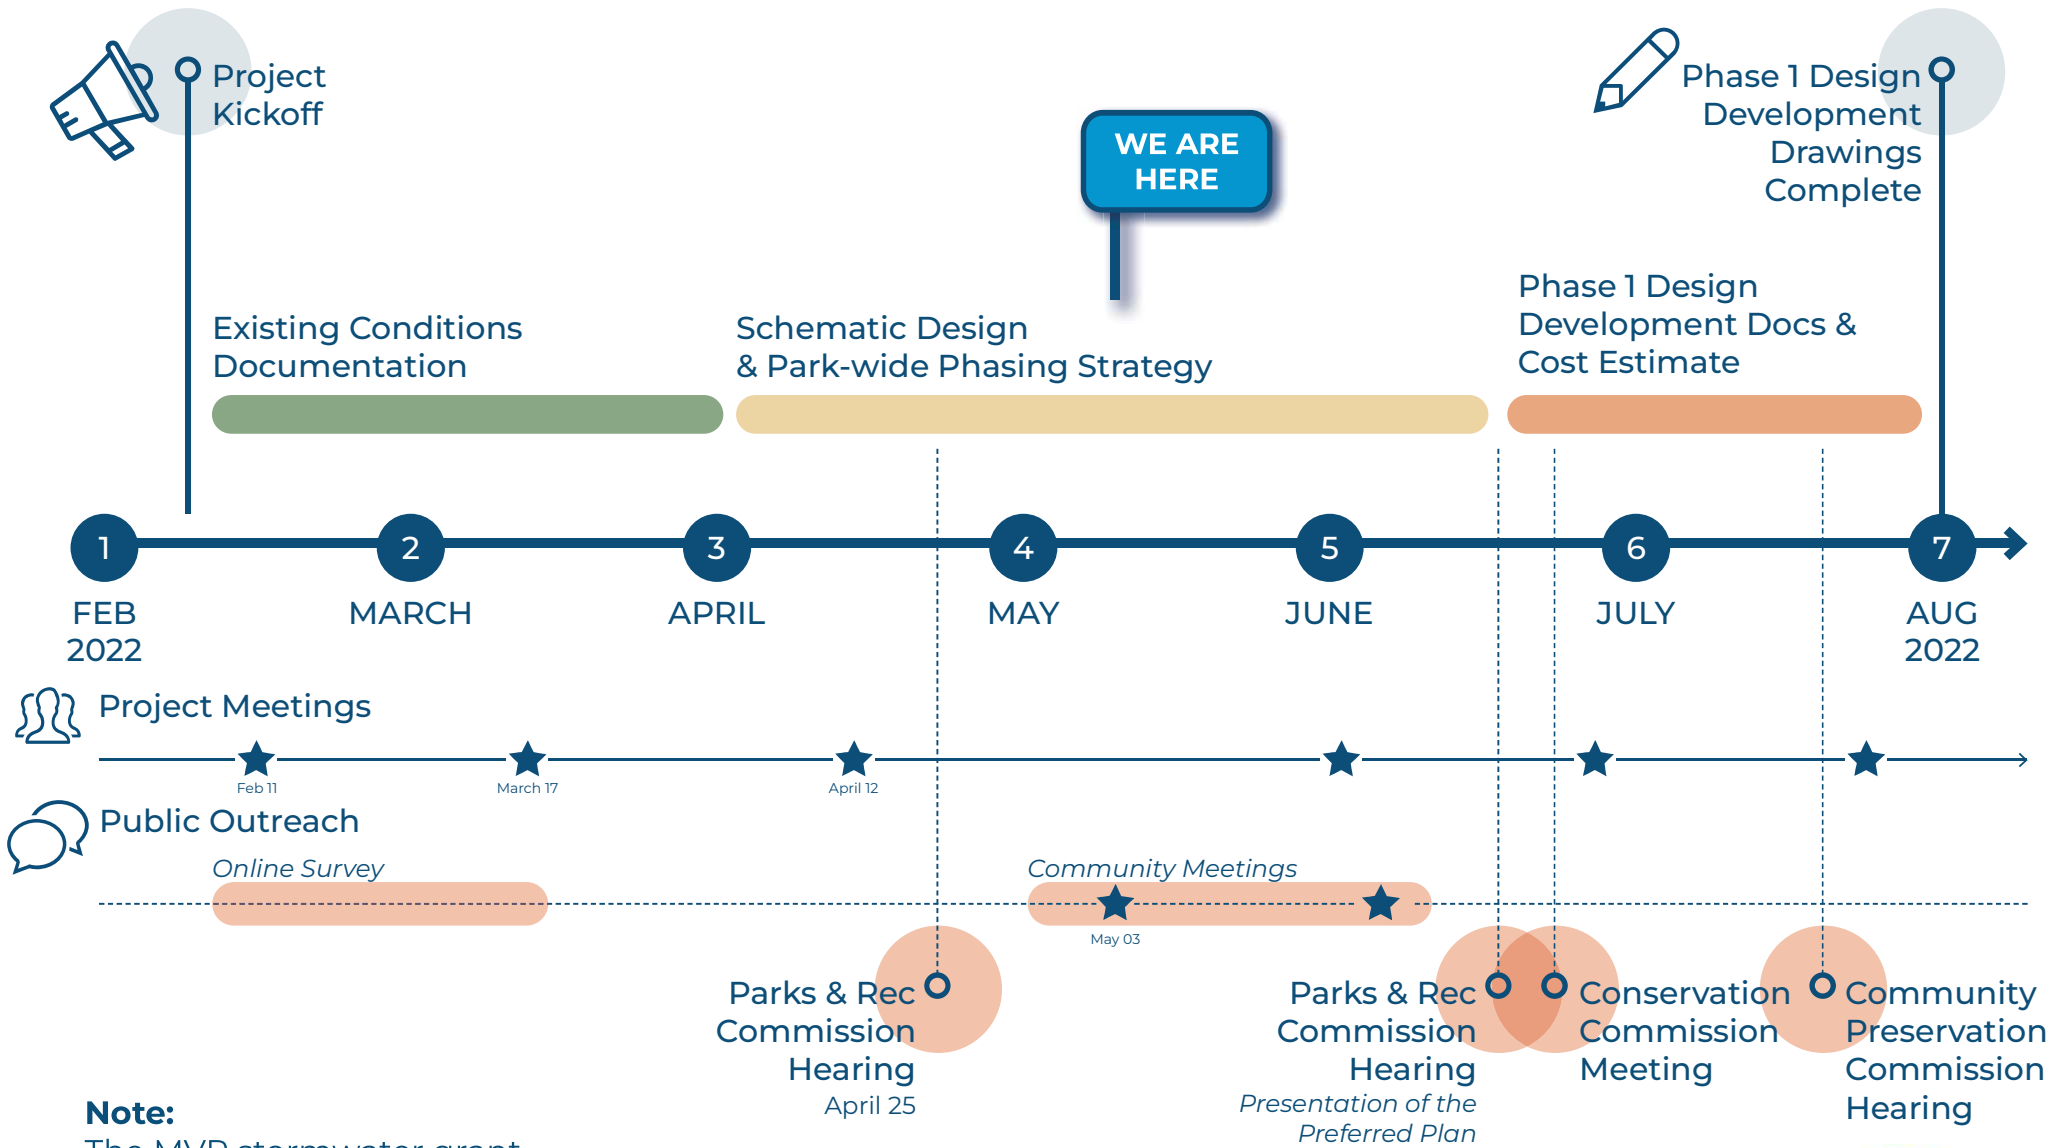 Project
Kickoff
Phase 1 Design
Development
Drawings
Complete
WE ARE
HERE
Existing Conditions
Documentation
Schematic Design
& Park-wide Phasing Strategy
Phase 1 Design
Development Docs &
Cost Estimate
1
2
3
4
5
6
7
FEB
2022
MARCH
APRIL
MAY
JUNE
JULY
AUG
2022
Project Meetings
Feb 11
March 17
April 12
Public Outreach
Online Survey
Community Meetings
May 03
Parks & Rec
Commission
Hearing
April 25
Parks & Rec
Commission
Hearing
Presentation of the
Preferred Plan
Conservation
Commission
Meeting
Community
Preservation
Commission
Hearing
Note:
The MVP stormwater grant